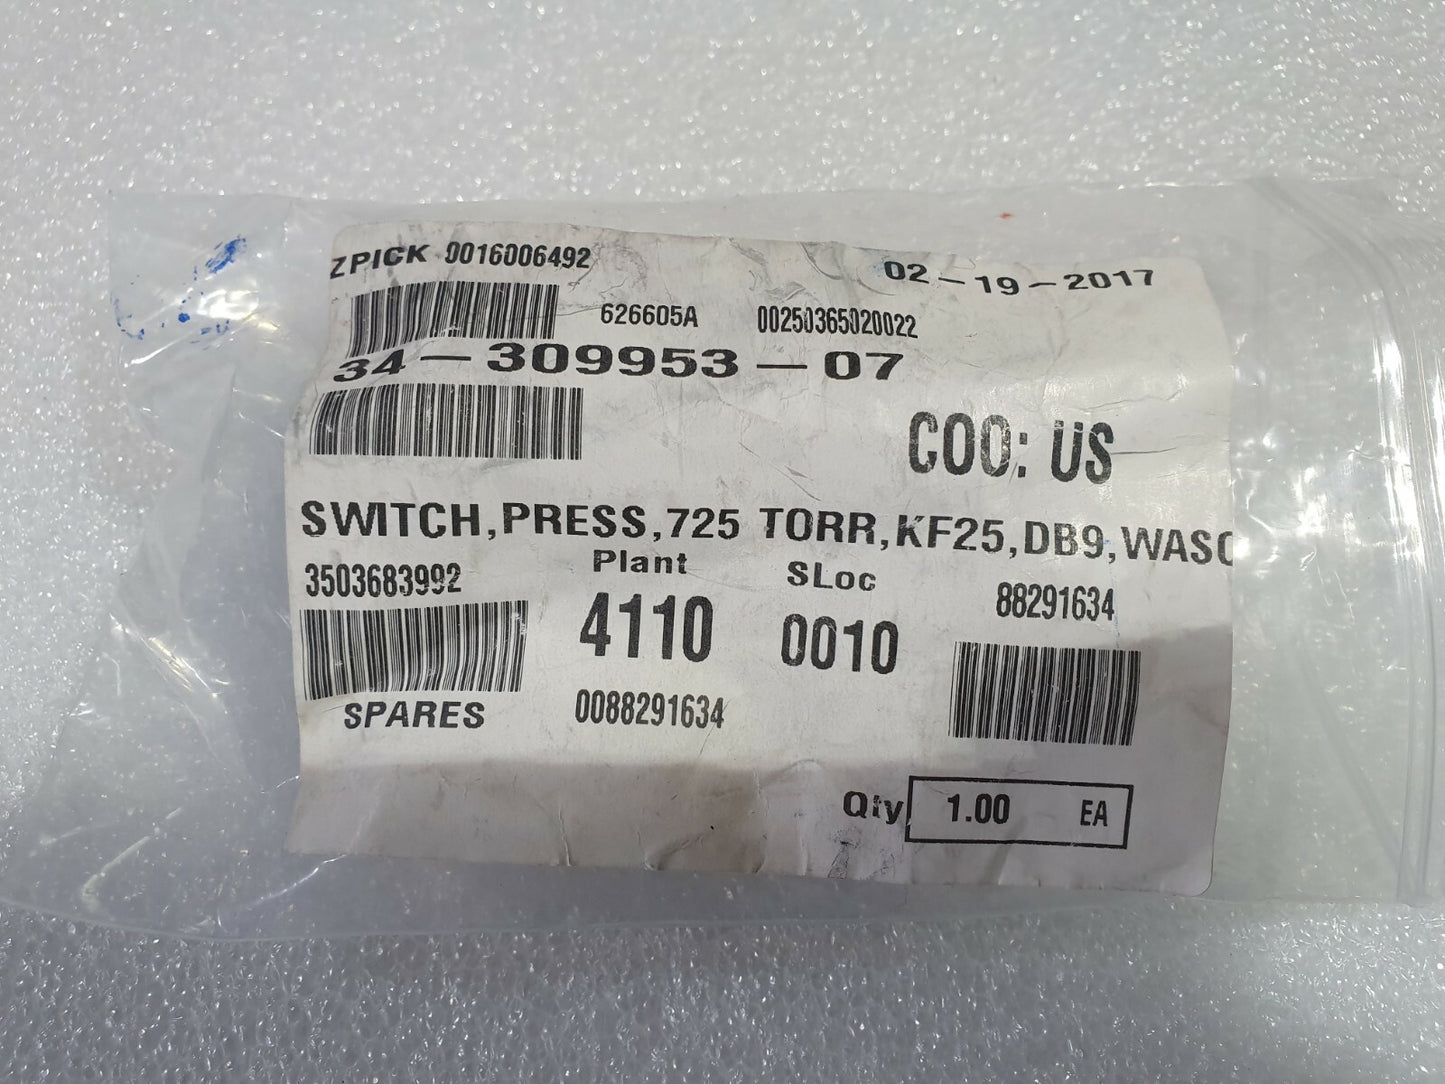 ZPICK 0016006492
02-19-2017
626605A 00250365020022
34-309953-07
COO: US
SWITCH,PRESS,725 TORR,KF25,DB9,WASC
Plant SLoc
3503683992
88291634
4110 0010
SPARES
0088291634
Qty 1.00 EA